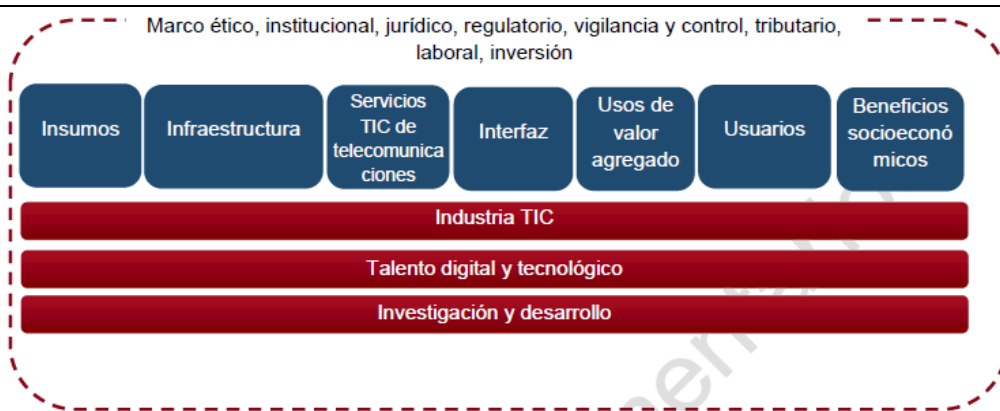 Marco ético, institucional, jurídico, regulatorio, vigilancia y control, tributario,
laboral, inversión
Insumos
Infraestructura
Servicios
TIC de
telecomunica
ciones
Interfaz
Usos de
valor
agregado
Usuarios
Beneficios
socioeconó
micos
Industria TIC
Talento digital y tecnológico
Investigación y desarrollo